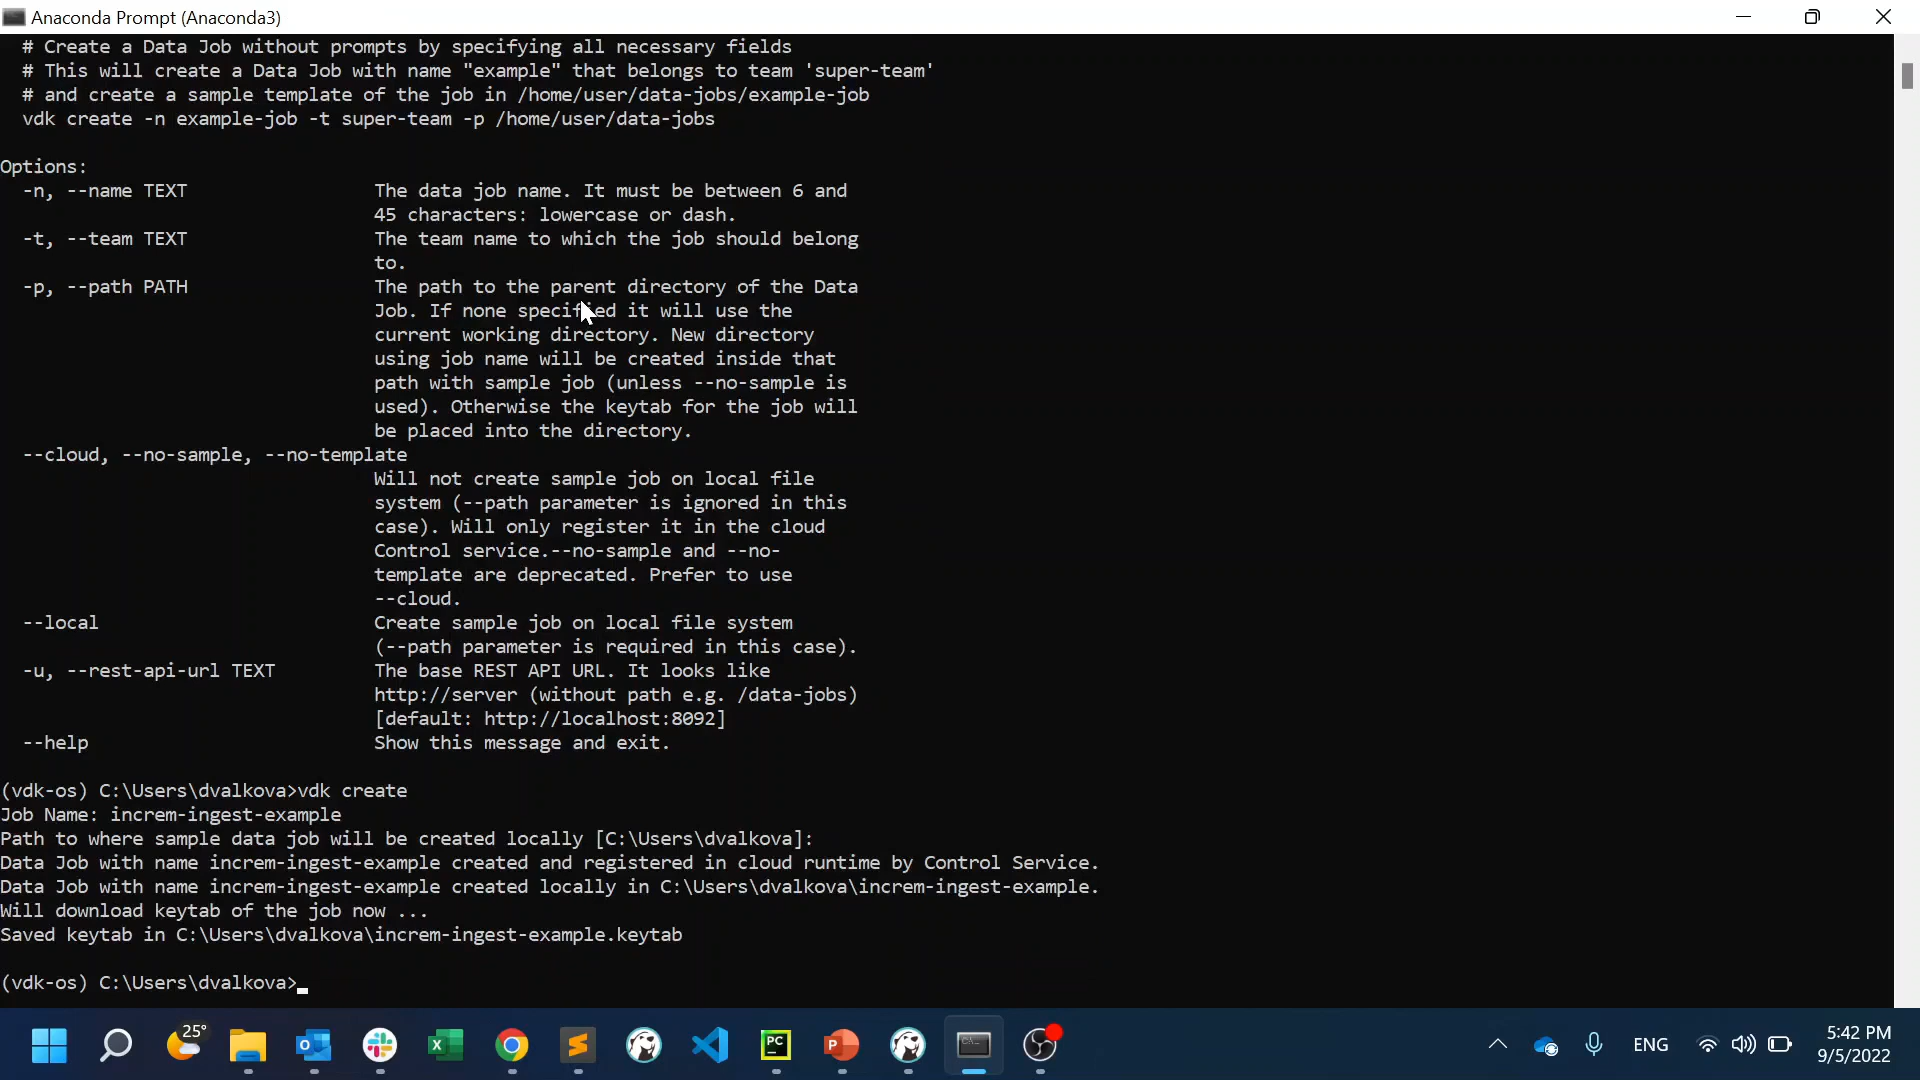 Anaconda Prompt (Anaconda3)
# Create a Data Job without prompts by specifying all necessary fields
# This will create a Data Job with name "example" that belongs to team 'super-team'
# and create a sample template of the job in /home/user/data-jobs/example-job
vdk create -n example-job -t super-team -p /home/user/data-jobs
Options:
-n, --name TEXT The data job name. It must be between 6 and
45 characters: lowercase or dash.
-t, --team TEXT The team name to which the job should belong
to.
-p, --path PATH The path to the parent directory of the Data
Job. If none specified it will use the
current working directory. New directory
using job name will be created inside that
path with sample job (unless --no-sample is
used). Otherwise the keytab for the job will
be placed into the directory.
--cloud, --no-sample, --no-template
Will not create sample job on local file
system (--path parameter is ignored in this
case). Will only register it in the cloud
Control service.--no-sample and --no-
template are deprecated. Prefer to use
--cloud.
--local Create sample job on local file system
(--path parameter is required in this case).
-u, --rest-api-url TEXT The base REST API URL. It looks like
http://server (without path e.g. /data-jobs)
[default: http://localhost:8092]
--help Show this message and exit.
(vdk-os) C:\Users\dvalkova>vdk create
Job Name: increm-ingest-example
Path to where sample data job will be created locally [C:\Users\dvalkova]:
Data Job with name increm-ingest-example created and registered in cloud runtime by Control Service.
Data Job with name increm-ingest-example created locally in C:\Users\dvalkova\increm-ingest-example.
Will download keytab of the job now ...
Saved keytab in C:\Users\dvalkova\increm-ingest-example.keytab
(vdk-os) C:\Users\dvalkova>
25°
ENG
5:42 PM
9/5/2022